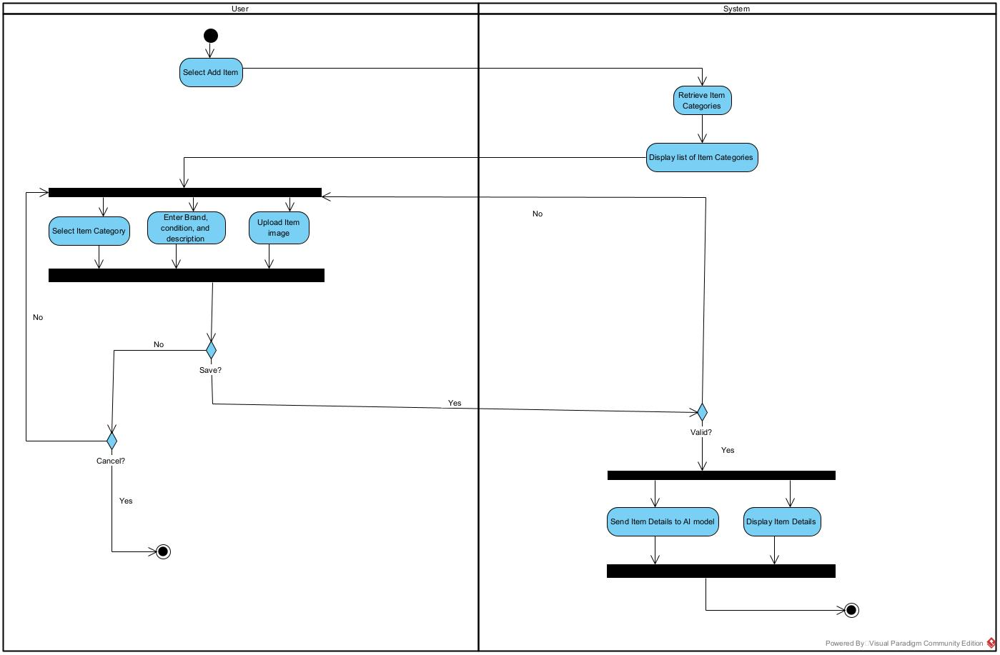 User
System
Select Add Item
Retrieve Item
Categories
Display list of Item Categories
Select Item Category
Enter Brand,
condition, and
description
Upload Item
image
No
No
No
Save?
Yes
Valid?
Yes
Cancel?
Yes
Send Item Details to AI model
Display Item Details
Powered By Visual Paradigm Community Edition